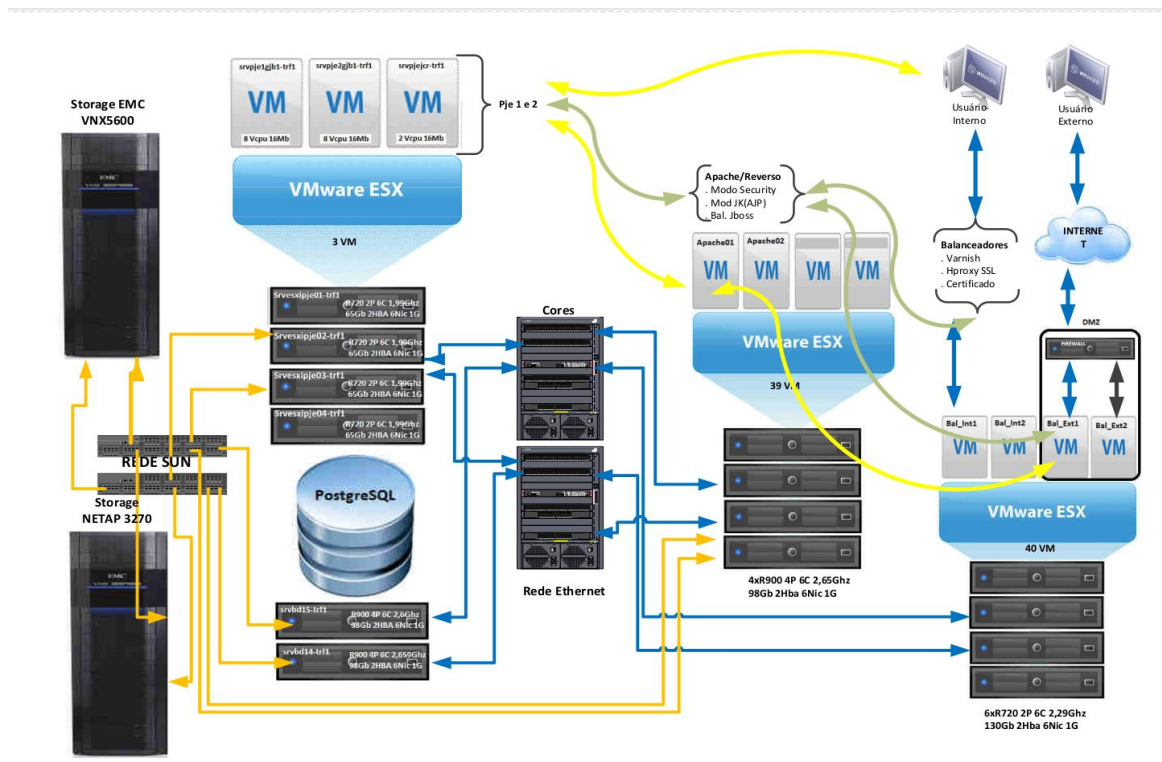 Storage EMC
VNX5600
EMC
srvpje1gjb1-trf1
VM
8 Vcpu 16Mb
srvpje2gjb1-trf1
VM
8 Vcpu 16Mb
srvpjejcr-trf1
VM
2 Vcpu 16Mb
Pje 1 e 2
VMware ESX
3 VM
Srvesxipje01-trf1
R720 2P 6C 1,99Ghz
65Gb 2HBA 6Nic 1G
Srvesxipje02-trf1
R720 2P 6C 1,99Ghz
65Gb 2HBA 6Nic 1G
Srvesxipje03-trf1
R720 2P 6C 1,99Ghz
65Gb 2HBA 6Nic 1G
Srvesxipje04-trf1
R720 2P 6C 1,99Ghz
65Gb 2HBA 6Nic 1G
REDE SUN
Storage
NETAP 3270
EMC
PostgreSQL
srvbd15-trf1
R900 4P 6C 2,6Ghz
98Gb 2HBA 6Nic 1G
srvbd14-trf1
R900 4P 6C 2,659Ghz
98Gb 2HBA 6Nic 1G
Cores
Rede Ethernet
Apache/Reverso
. Modo Security
. Mod JK(AJP)
. Bal. Jboss
Apache01
VM
Apache02
VM
VM
VM
VMware ESX
39 VM
4xR900 4P 6C 2,65Ghz
98Gb 2Hba 6Nic 1G
vmware
Usuário
Interno
vmware
Usuário
Externo
INTERNE
T
Balanceadores
. Varnish
. Hproxy SSL
. Certificado
DMZ
FIREWALL
Bal_Int1
VM
Bal_Int2
VM
Bal_Ext1
VM
Bal_Ext2
VM
VMware ESX
40 VM
6xR720 2P 6C 2,29Ghz
130Gb 2Hba 6Nic 1G